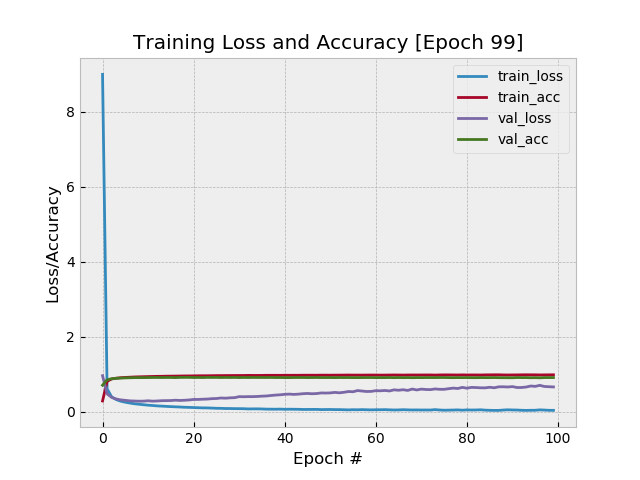 Training Loss and Accuracy [Epoch 99]
train_loss
train_acc
val_loss
val_acc
Loss/Accuracy
8
6
4
2
0
0 20 40 60 80 100
Epoch #